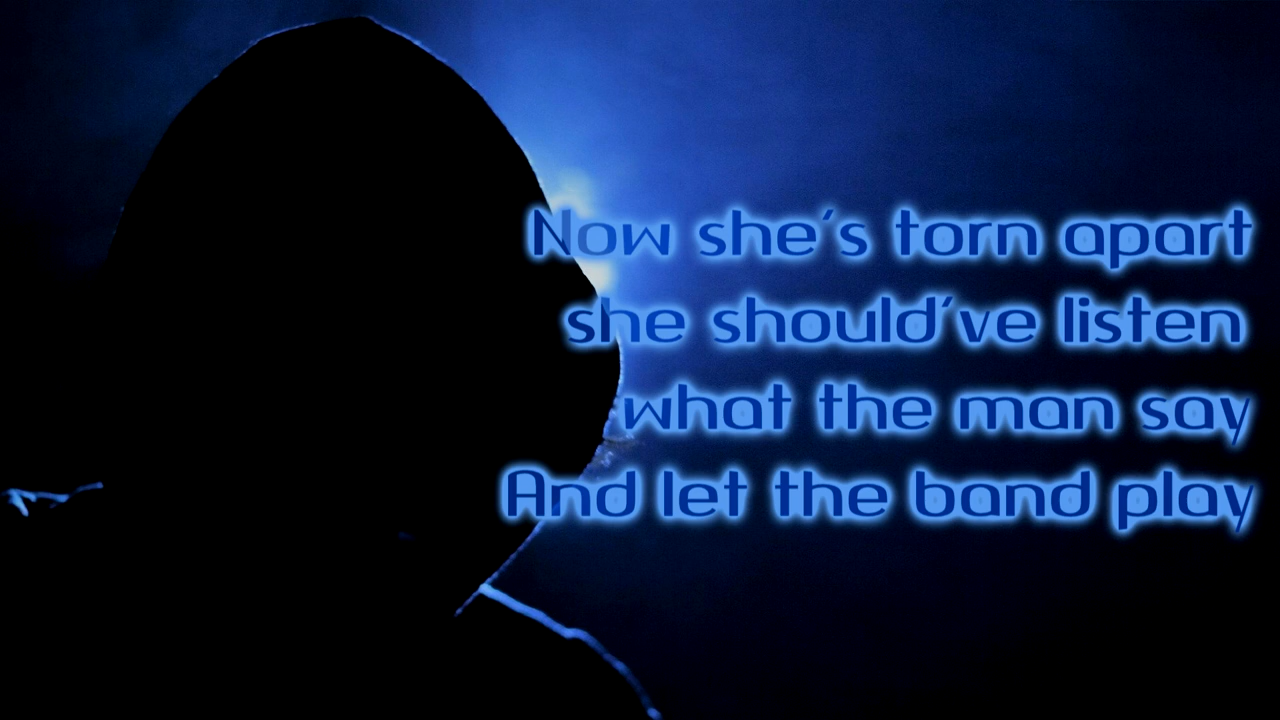 Now she's torn apart
she should've listen
what the man say
And let the band play